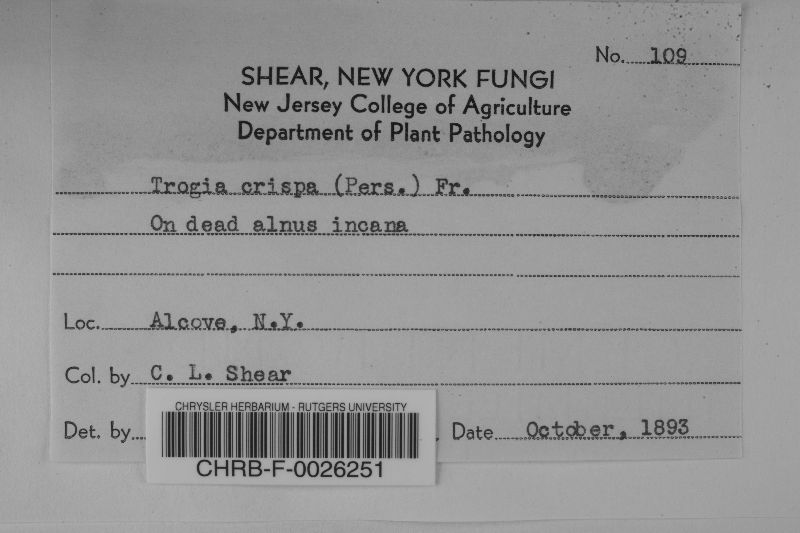 No. 109
SHEAR, NEW YORK FUNGI
New Jersey College of Agriculture
Department of Plant Pathology
Trogia crispa (Pers.) Fr.
On dead alnus incana
Loc. Alcove, N.Y.
Col. by C. L. Shear
Det. by , Date October, 1893
CHRYSLER HERBARIUM - RUTGERS UNIVERSITY
CHRB-F-0026251